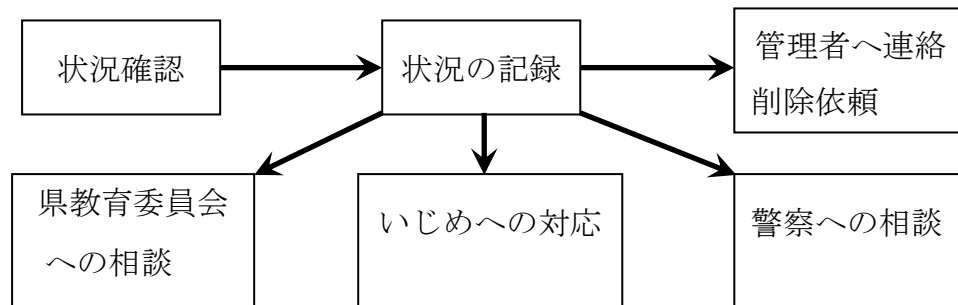 状況確認
状況の記録
管理者へ連絡
削除依頼
県教育委員会
への相談
いじめへの対応
警察への相談